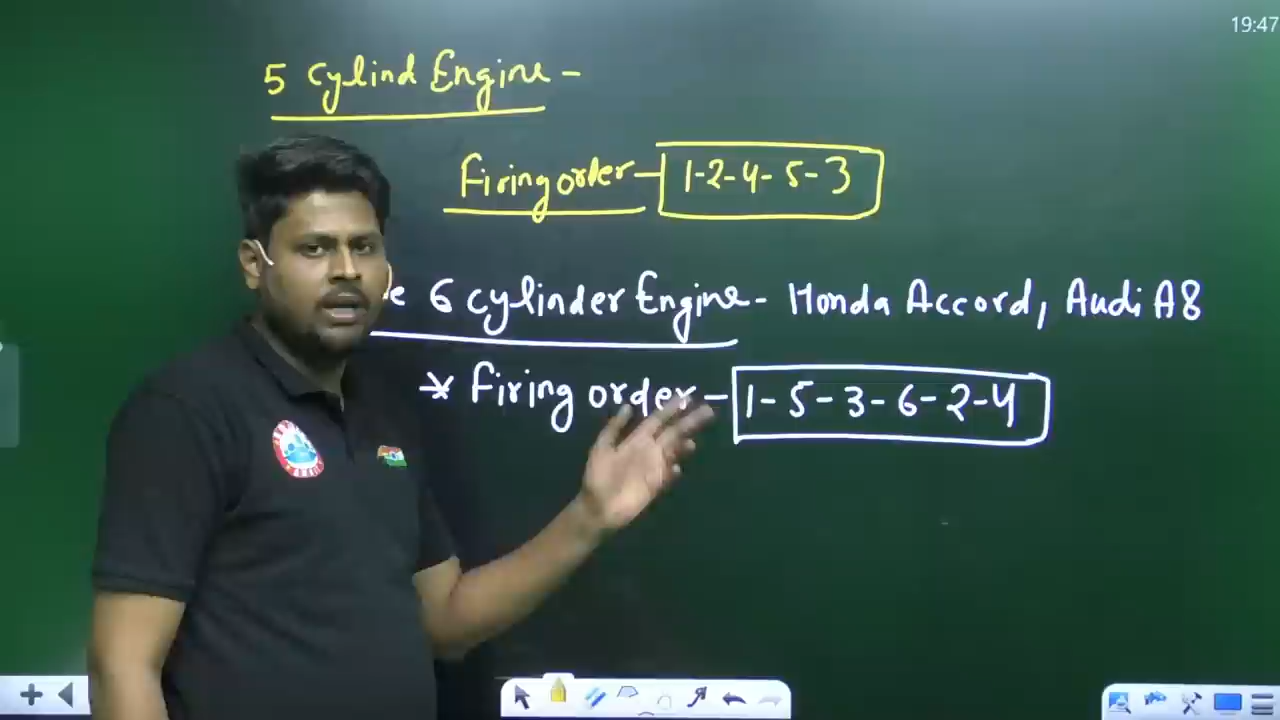 19:47
5 Cylind Engine -
Firing order - 1-2-4-5-3
e 6 cylinder Engine - Honda Accord, Audi A8
* Firing order - 1-5-3-6-2-4